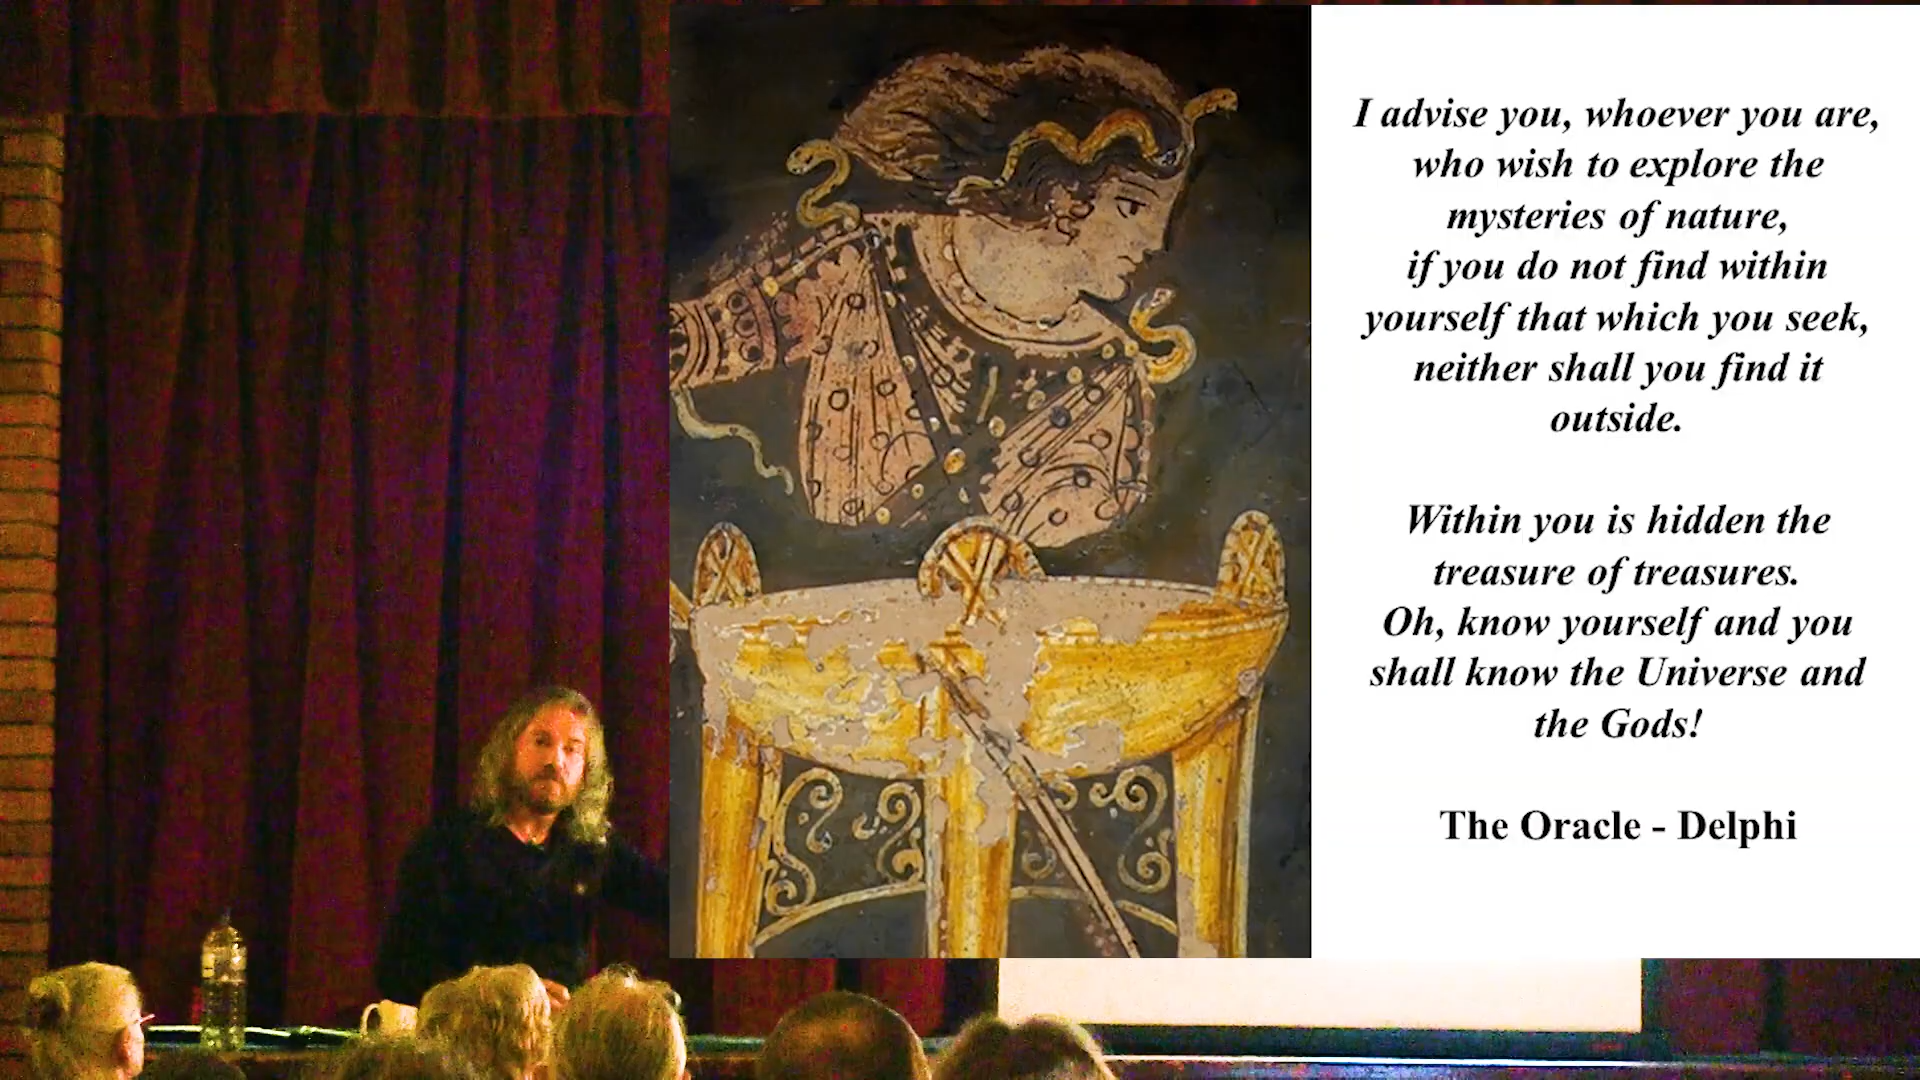 I advise you, whoever you are,
who wish to explore the
mysteries of nature,
if you do not find within
yourself that which you seek,
neither shall you find it
outside.
Within you is hidden the
treasure of treasures.
Oh, know yourself and you
shall know the Universe and
the Gods!
The Oracle - Delphi